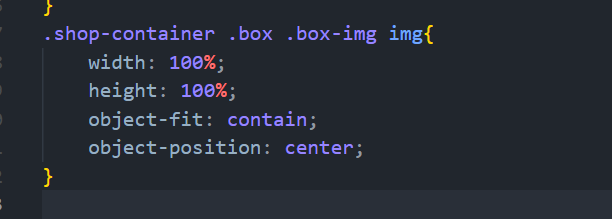 }
.shop-container .box .box-img img{
    width: 100%;
    height: 100%;
    object-fit: contain;
    object-position: center;
}